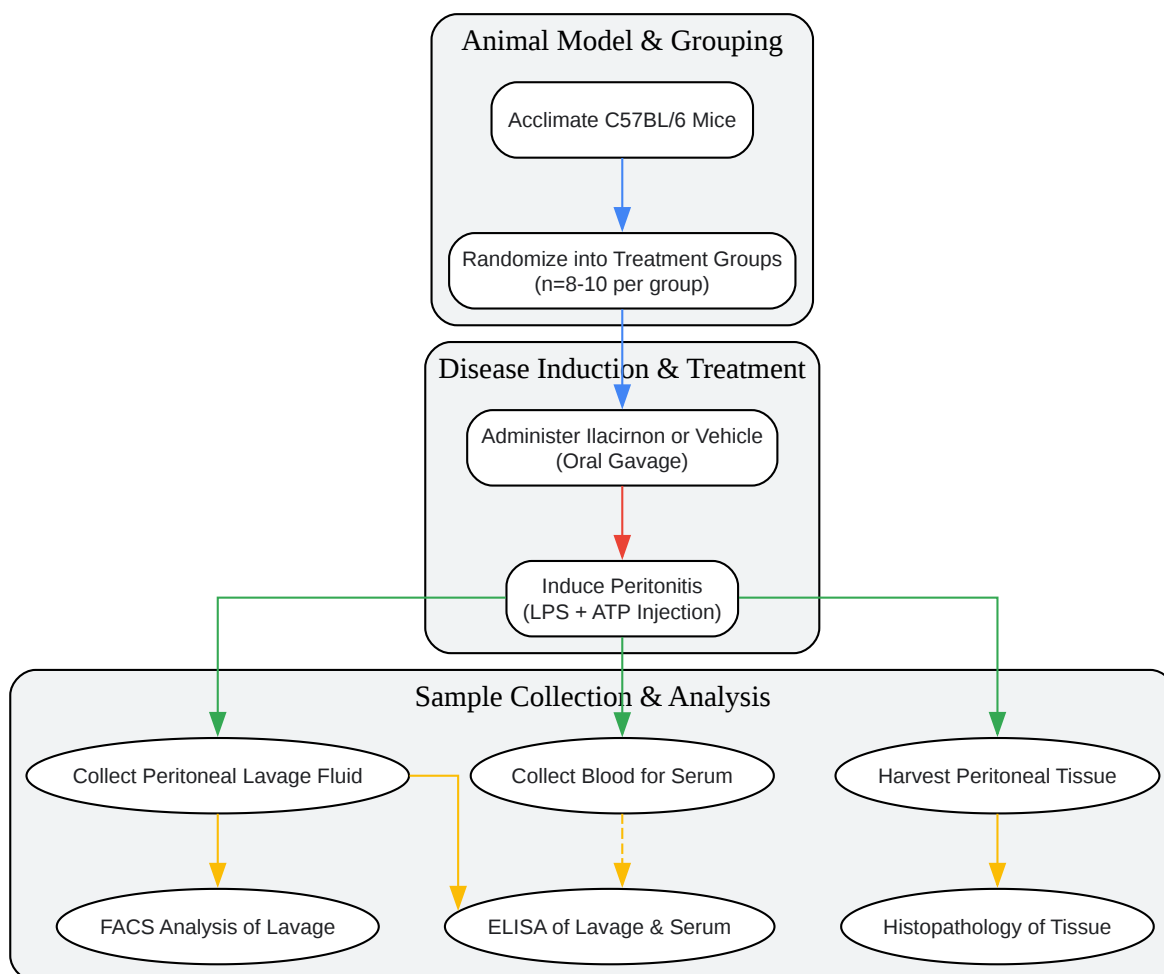 Animal Model & Grouping
Acclimate C57BL/6 Mice
Randomize into Treatment Groups
(n=8-10 per group)
Disease Induction & Treatment
Administer Ilacirnon or Vehicle
(Oral Gavage)
Induce Peritonitis
(LPS + ATP Injection)
Sample Collection & Analysis
Collect Peritoneal Lavage Fluid
Collect Blood for Serum
Harvest Peritoneal Tissue
FACS Analysis of Lavage
ELISA of Lavage & Serum
Histopathology of Tissue